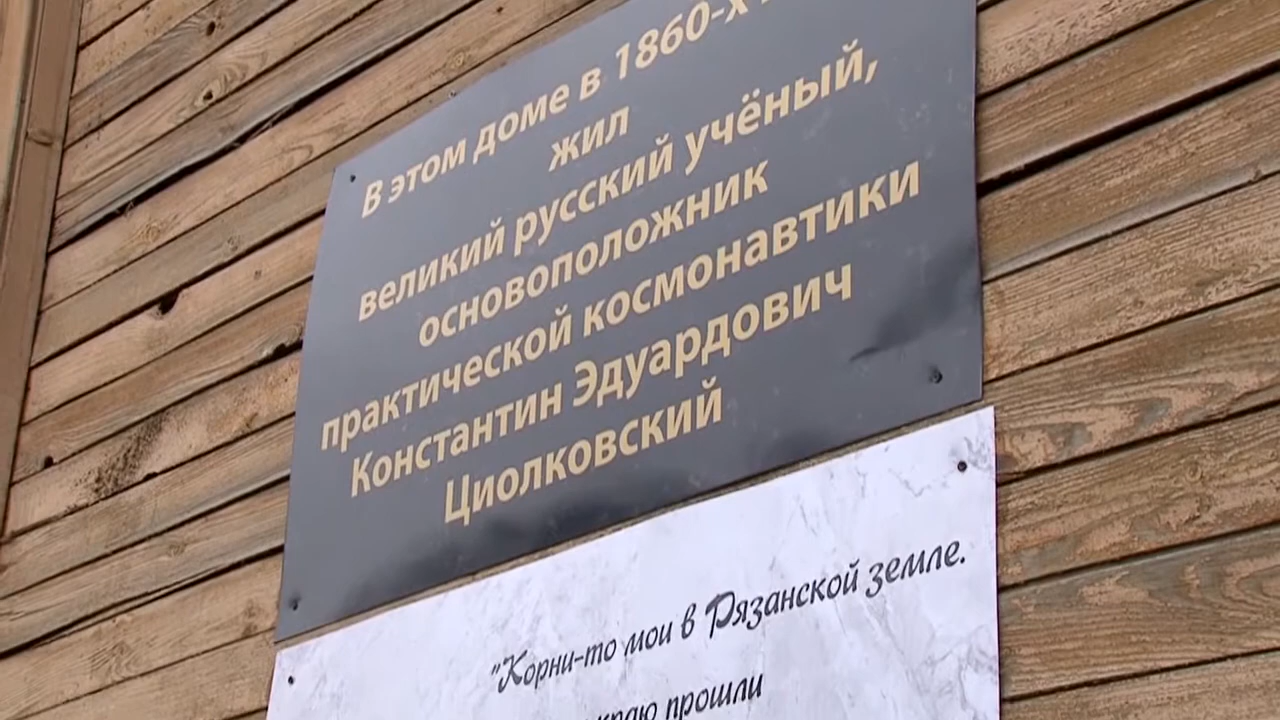 В этом доме в 1860-х
жил
великий русский учёный,
основоположник
практической космонавтики
Константин Эдуардович
Циолковский
"Корни-то мои в Рязанской земле.
прошли